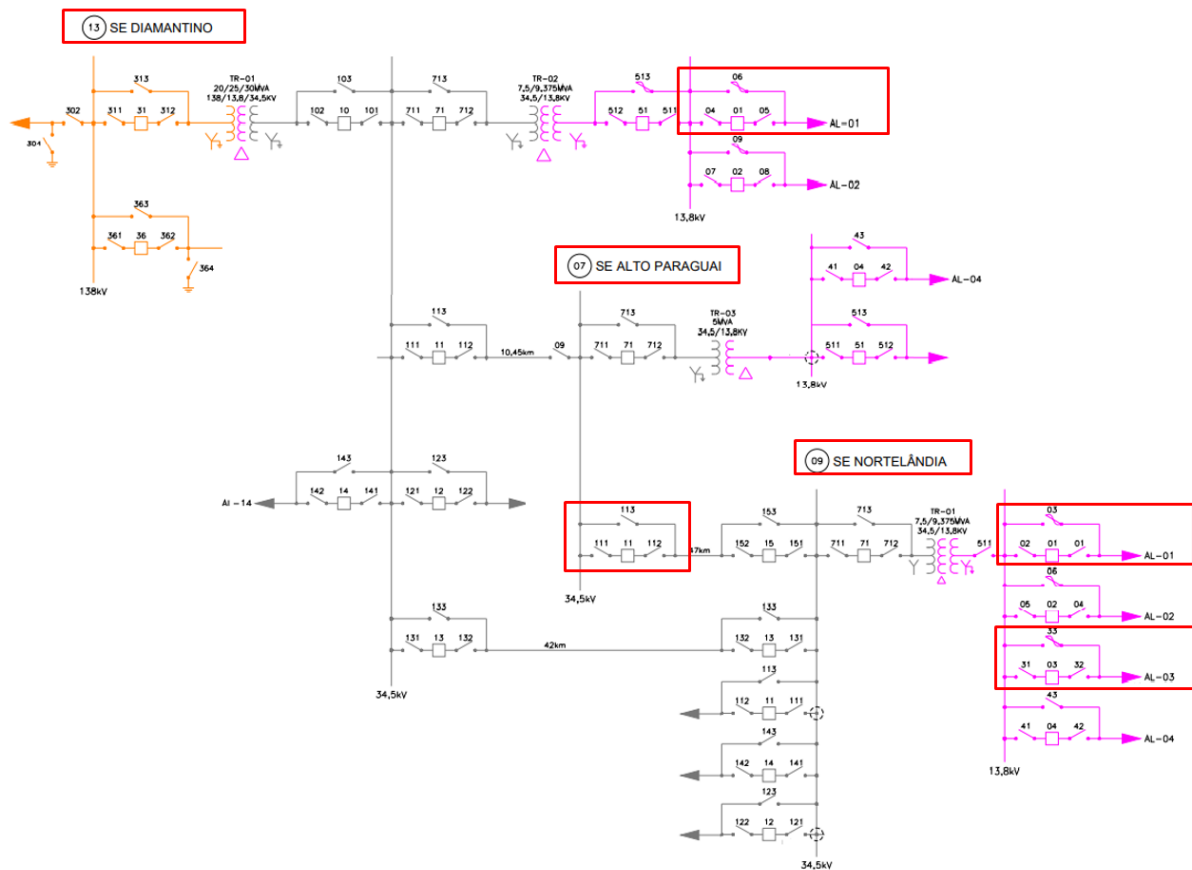 13 SE DIAMANTINO
313
302 311 31 312
304
TR-01
20/25/30MVA
138/13,8/34,5KV
103
102 10 101
713
711 71 712
TR-02
7,5/9,375MVA
34,5/13,8KV
513
512 51 511
06
04 01 05
AL-01
09
07 02 08
AL-02
13,8kV
363
361 36 362
364
138kV
07 SE ALTO PARAGUAI
43
41 04 42
AL-04
113
111 11 112
10,45km
09
713
711 71 712
TR-03
5MVA
34,5/13,8KV
513
511 51 512
13,8kV
09 SE NORTELÂNDIA
143
AL-14
142 14 141
123
121 12 122
113
111 11 112
47km
153
152 15 151
713
711 71 712
TR-01
7,5/9,375MVA
34,5/13,8KV
511
03
02 01 01
AL-01
06
05 02 04
AL-02
34,5kV
133
131 13 132
42km
133
132 13 131
33
31 03 32
AL-03
34,5kV
113
112 11 111
43
41 04 42
AL-04
13,8kV
143
142 14 141
123
122 12 121
34,5kV